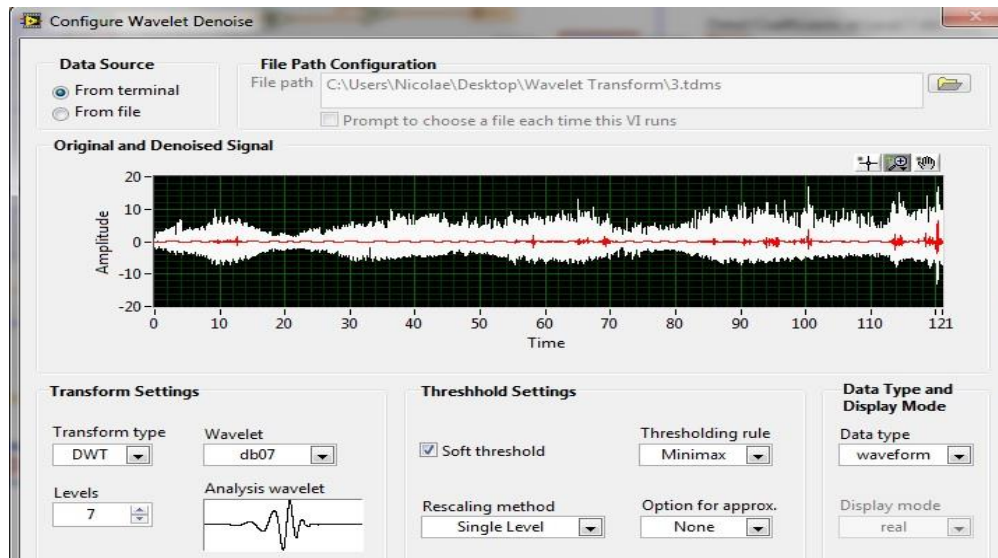 Configure Wavelet Denoise
Data Source
From terminal
From file
File Path Configuration
File path C:\Users\Nicolae\Desktop\Wavelet Transform\3.tdms
Prompt to choose a file each time this VI runs
Original and Denoised Signal
Amplitude
20
10
0
-10
-20
0 10 20 30 40 50 60 70 80 90 100 110 121
Time
Transform Settings
Transform type
DWT
Wavelet
db07
Levels
7
Analysis wavelet
Threshhold Settings
Soft threshold
Thresholding rule
Minimax
Rescaling method
Single Level
Option for approx.
None
Data Type and
Display Mode
Data type
waveform
Display mode
real